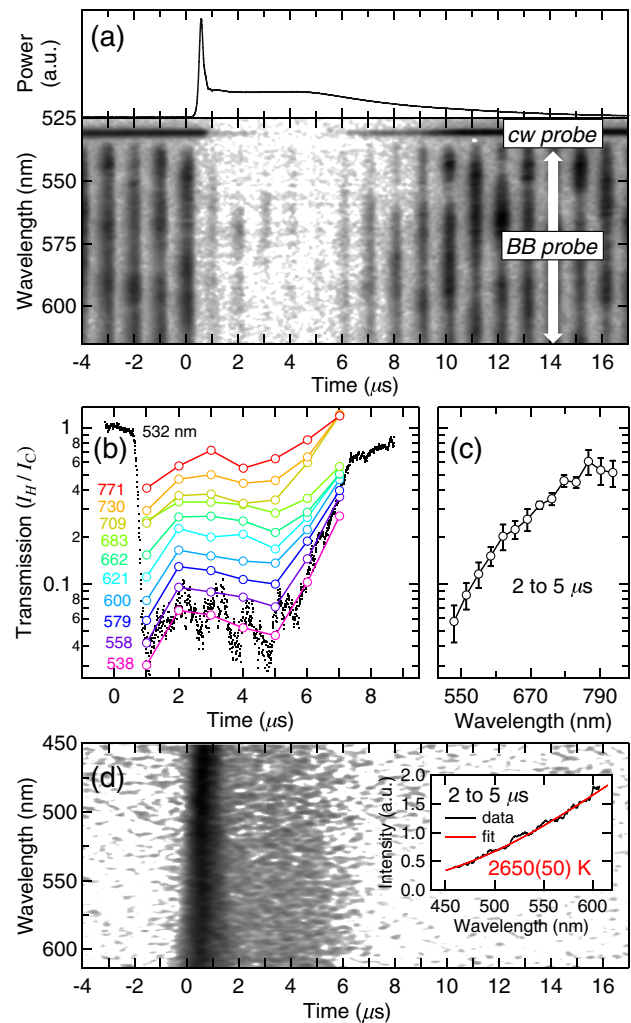 (a)
Power
(a.u.)
525
550
575
600
Wavelength (nm)
cw probe
BB probe
-4 -2 0 2 4 6 8 10 12 14 16
Time (μs)
(b)
532 nm
1
8
6
4
2
0.1
8
6
4
Transmission (I_H / I_C)
771
730
709
683
662
621
600
579
558
538
0 2 4 6 8
Time (μs)
(c)
2 to 5 μs
550 670 790
Wavelength (nm)
(d)
450
500
550
600
Wavelength (nm)
2 to 5 μs
data
fit
2650(50) K
2.0
1.5
1.0
0.5
0.0
Intensity (a.u.)
450 500 550 600
Wavelength (nm)
-4 -2 0 2 4 6 8 10 12 14 16
Time (μs)